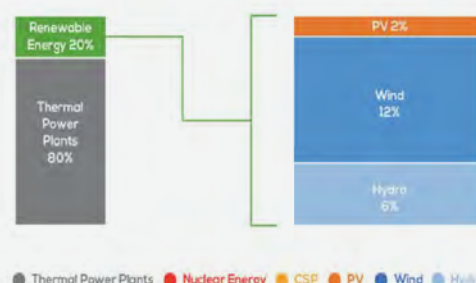 Renewable
Energy 20%
Thermal
Power
Plants
80%
PV 2%
Wind
12%
Hydro
6%
Thermal Power Plants Nuclear Energy CSP PV Wind